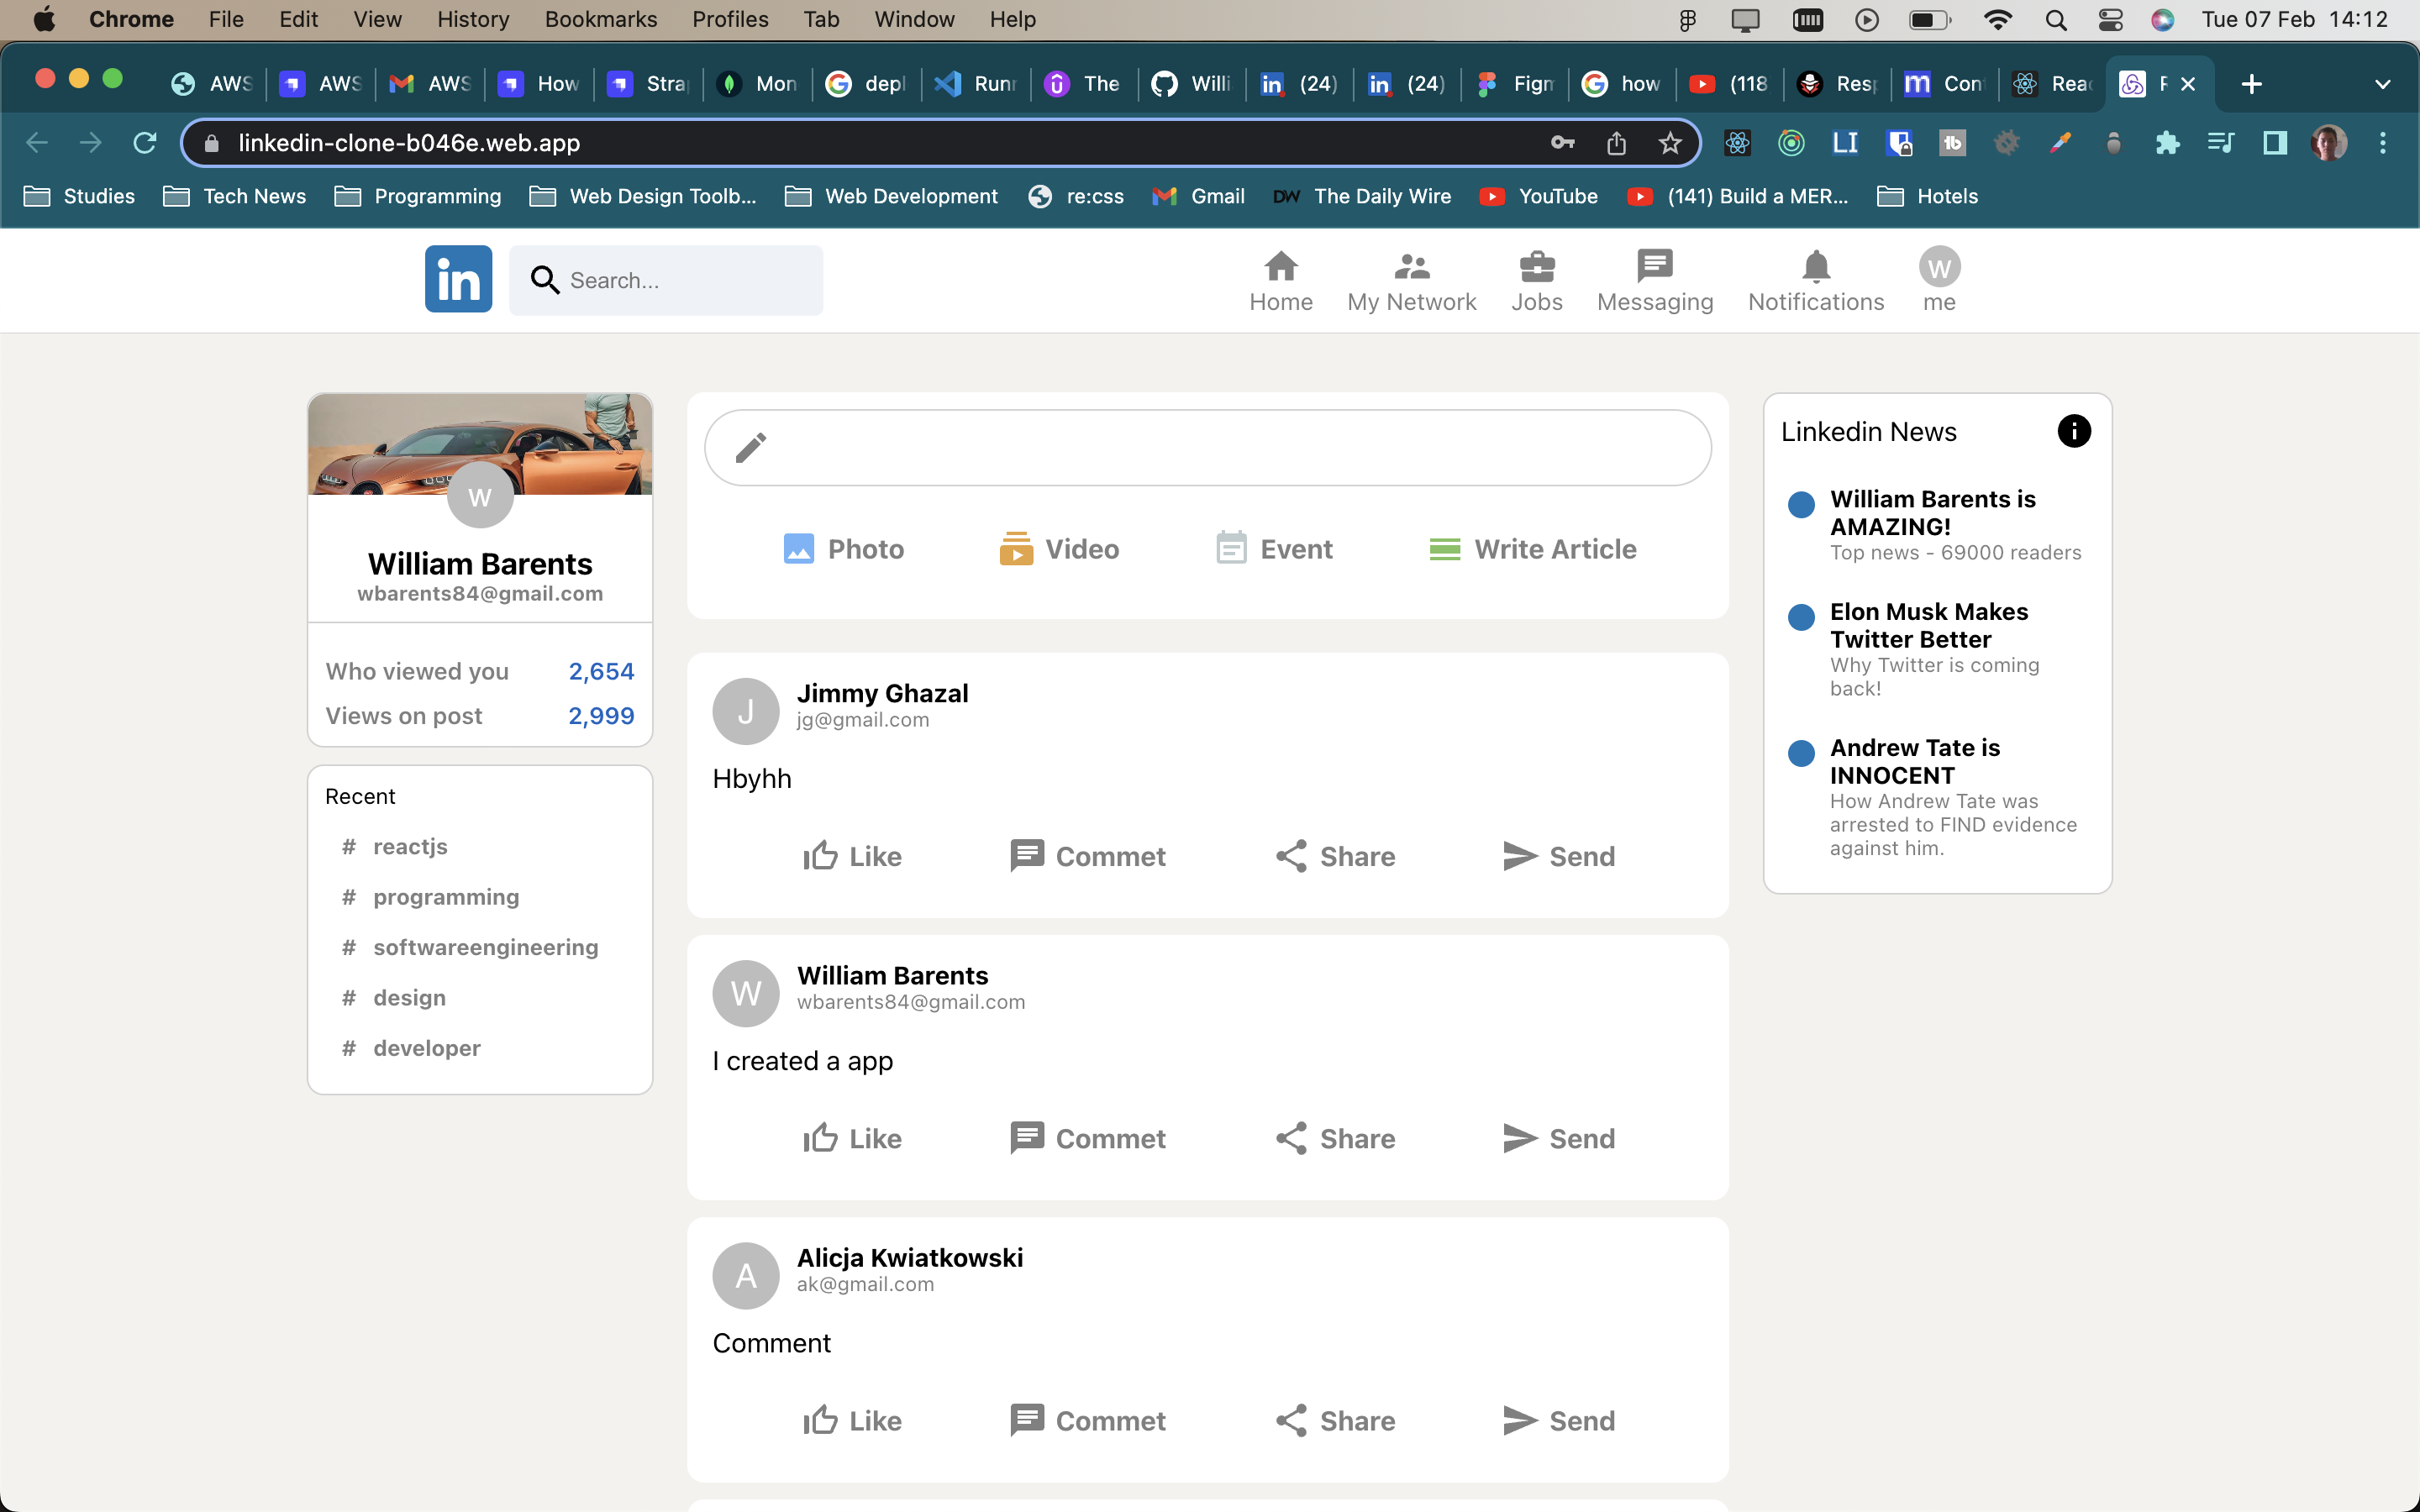 Chrome File Edit View History Bookmarks Profiles Tab Window Help Tue 07 Feb 14:12
AWS AWS AWS How Stra Mon depl Runr The Willi (24) (24) Figm how (118 Res Con Reac
linkedin-clone-b046e.web.app
LI tb
Studies Tech News Programming Web Design Toolb... Web Development re:css Gmail DW The Daily Wire YouTube (141) Build a MER... Hotels
in Search...
W
Home My Network Jobs Messaging Notifications me
W
William Barents
wbarents84@gmail.com
Who viewed you 2,654
Views on post 2,999
Recent
# reactjs
# programming
# softwareengineering
# design
# developer
Photo Video Event Write Article
J
Jimmy Ghazal
jg@gmail.com
Hbyhh
Like Commet Share Send
W
William Barents
wbarents84@gmail.com
I created a app
Like Commet Share Send
A
Alicja Kwiatkowski
ak@gmail.com
Comment
Like Commet Share Send
Linkedin News
William Barents is
AMAZING!
Top news - 69000 readers
Elon Musk Makes
Twitter Better
Why Twitter is coming
back!
Andrew Tate is
INNOCENT
How Andrew Tate was
arrested to FIND evidence
against him.